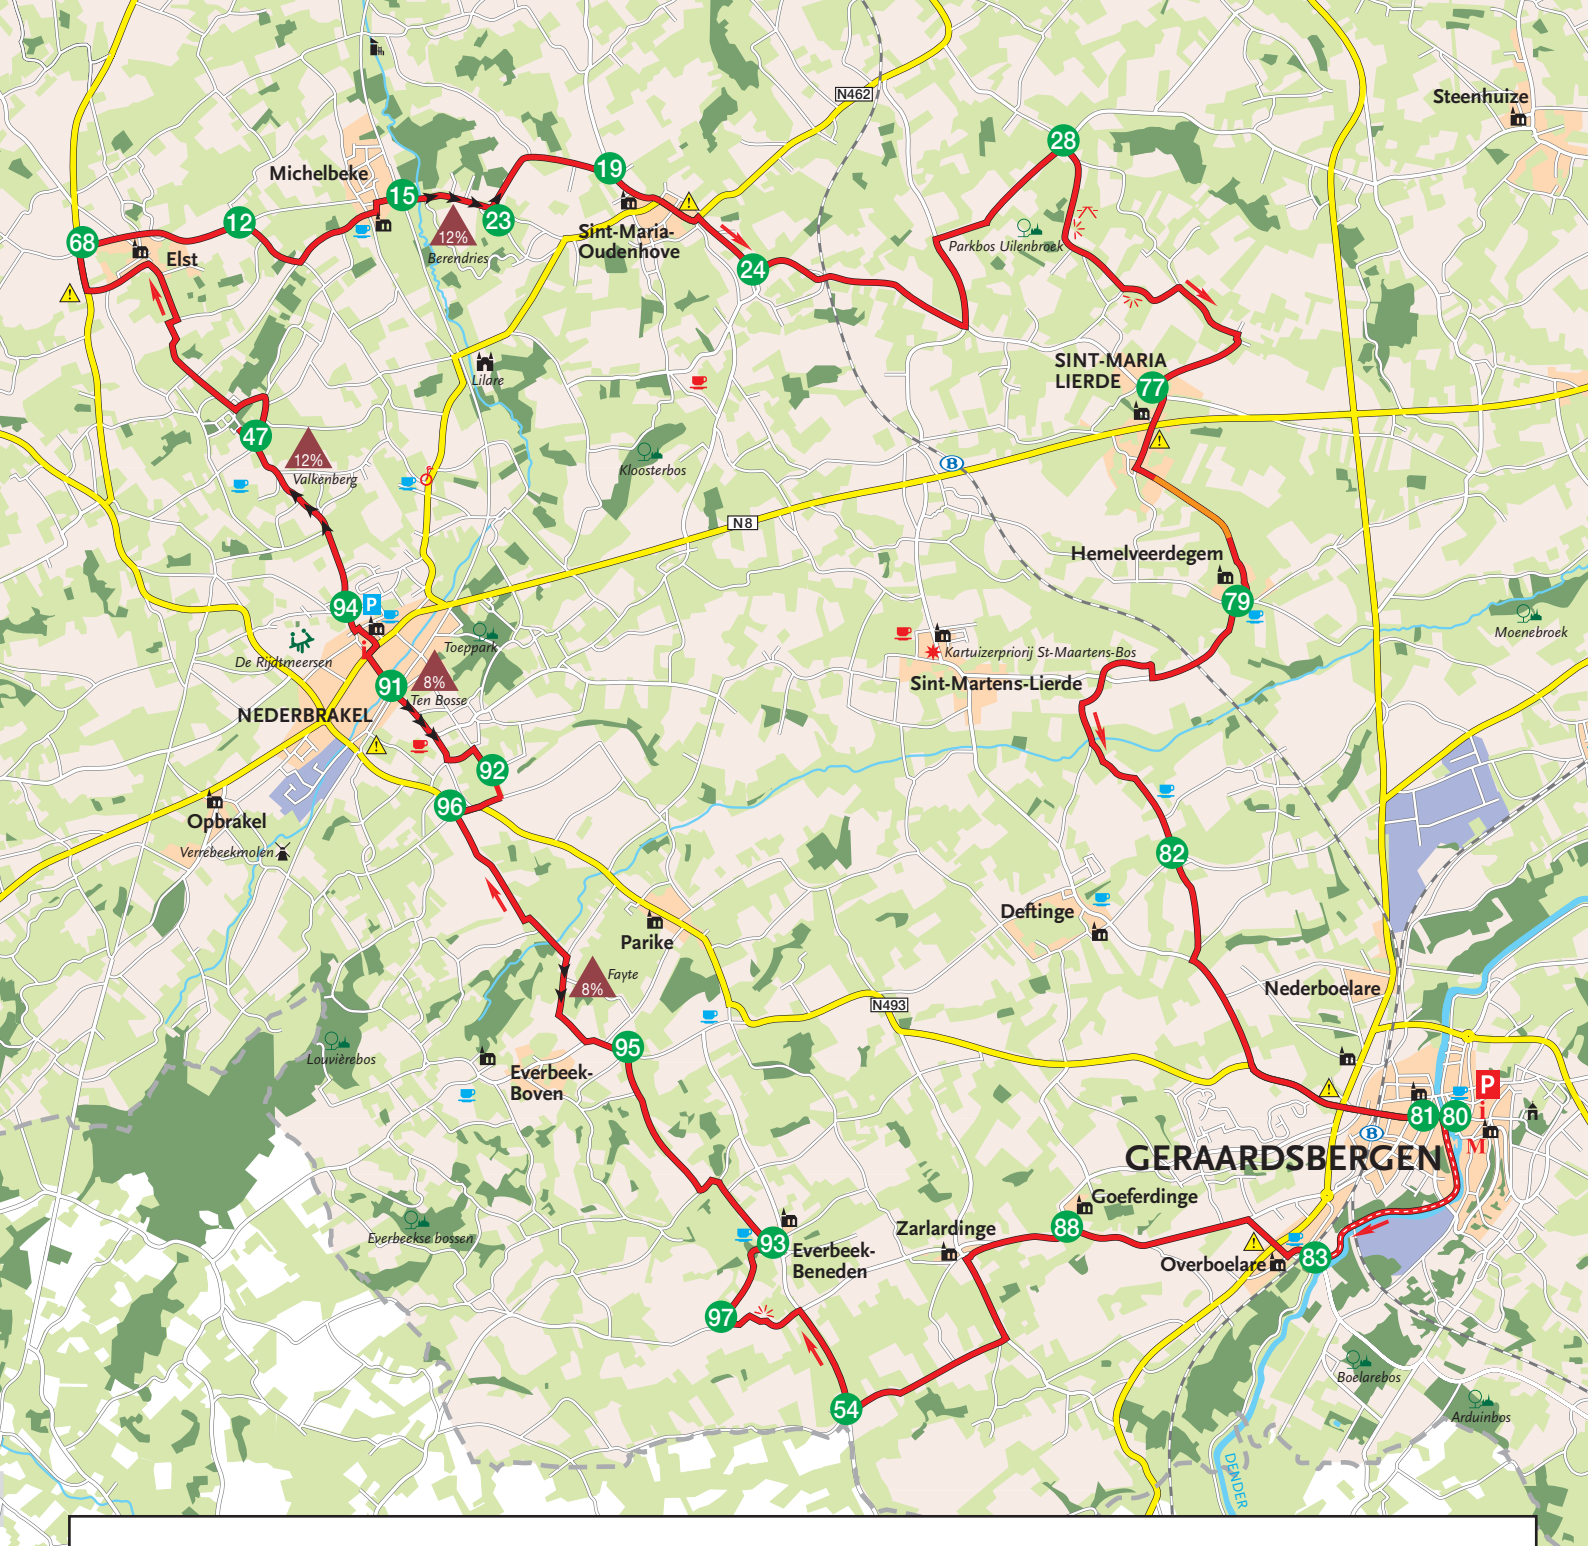 N462
Steenhuize
28
Michelbeke
15
19
12
23
12%
Berendries
Sint-Maria-
Oudenhove
Parkbos Uilenbroek
68
Elst
24
SINT-MARIA
LIERDE
77
Lilare
47
12%
Valkenberg
Kloosterbos
B
N8
Hemelveerdegem
79
94
P
i
Toeppark
De Rijdtmeersen
Moenebroek
Kartuizerpriorij St-Maartens-Bos
Sint-Martens-Lierde
91
8%
Ten Bosse
NEDERBRAKEL
92
96
Opbrakel
Verrebeekmolen
82
Deftinge
Parike
Fayte
8%
Nederboelare
N493
Louvièrebos
95
Everbeek-
Boven
P
81
80
i
B
M
GERAARDSBERGEN
Goeferdinge
88
Zarlardinge
Everbeekse bossen
93
Everbeek-
Beneden
Overboelare
83
97
Boelarebos
54
Arduinbos
DENDER